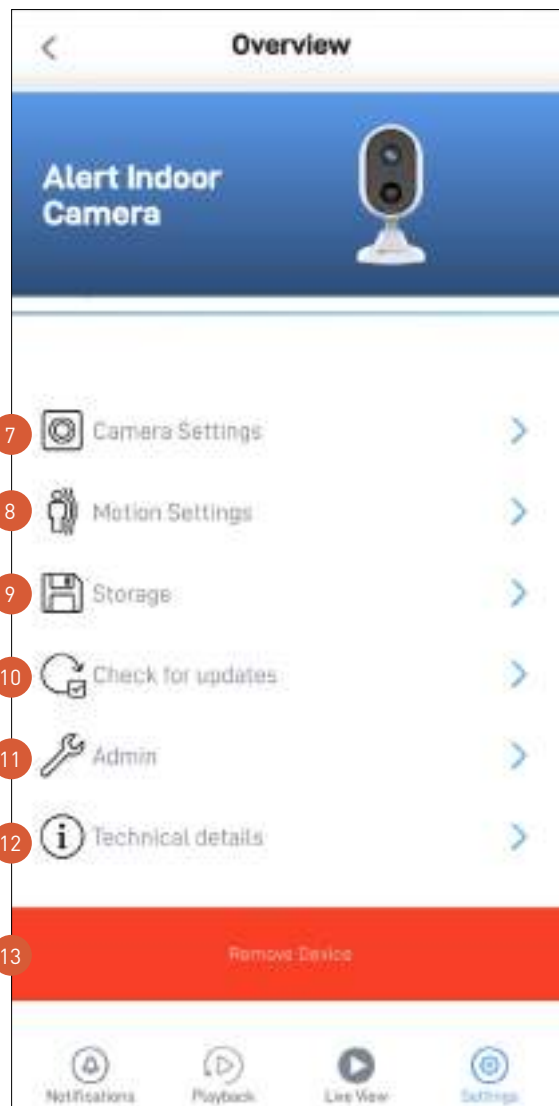 Overview
Alert Indoor
Camera
7 Camera Settings
8 Motion Settings
9 Storage
10 Check for updates
11 Admin
12 Technical details
13 Remove Device
Notifications Playback Live View Settings